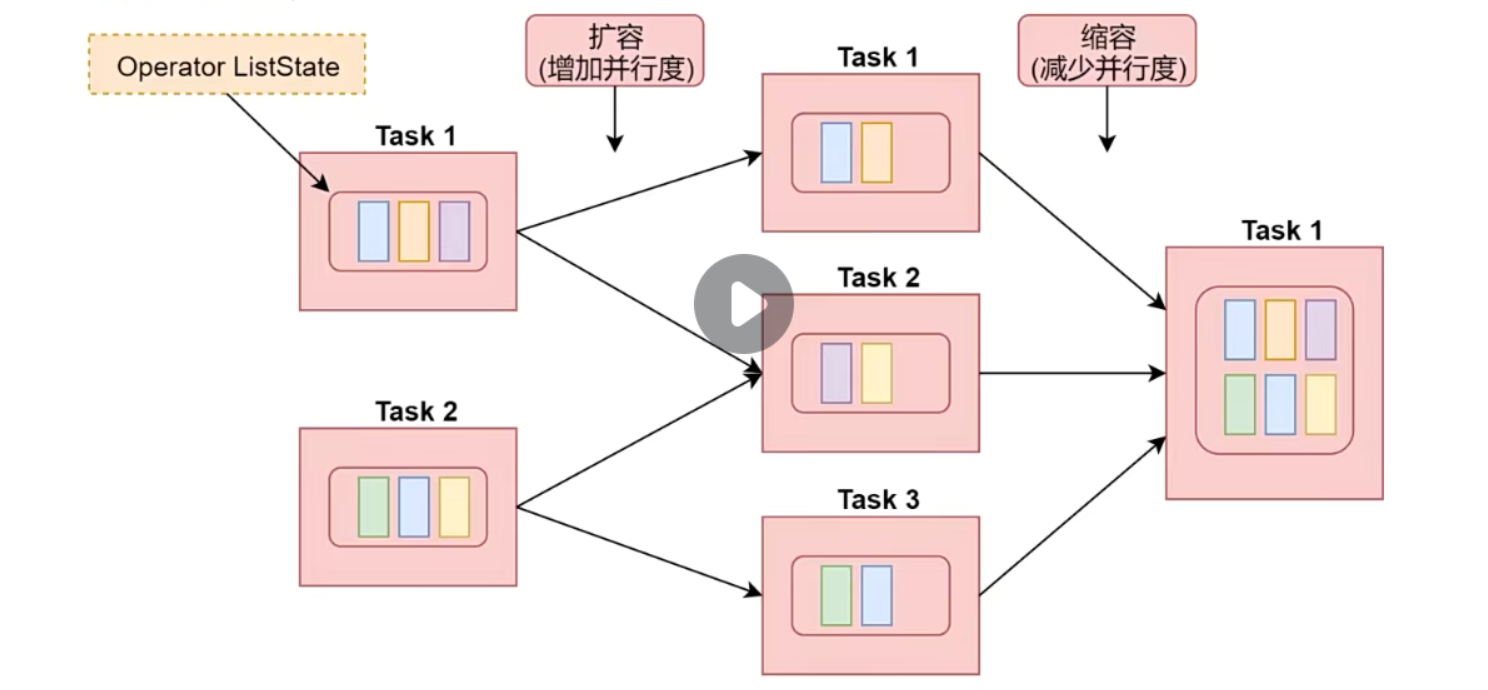 Operator ListState
扩容
(增加并行度)
缩容
(减少并行度)
Task 1
Task 2
Task 1
Task 2
Task 3
Task 1